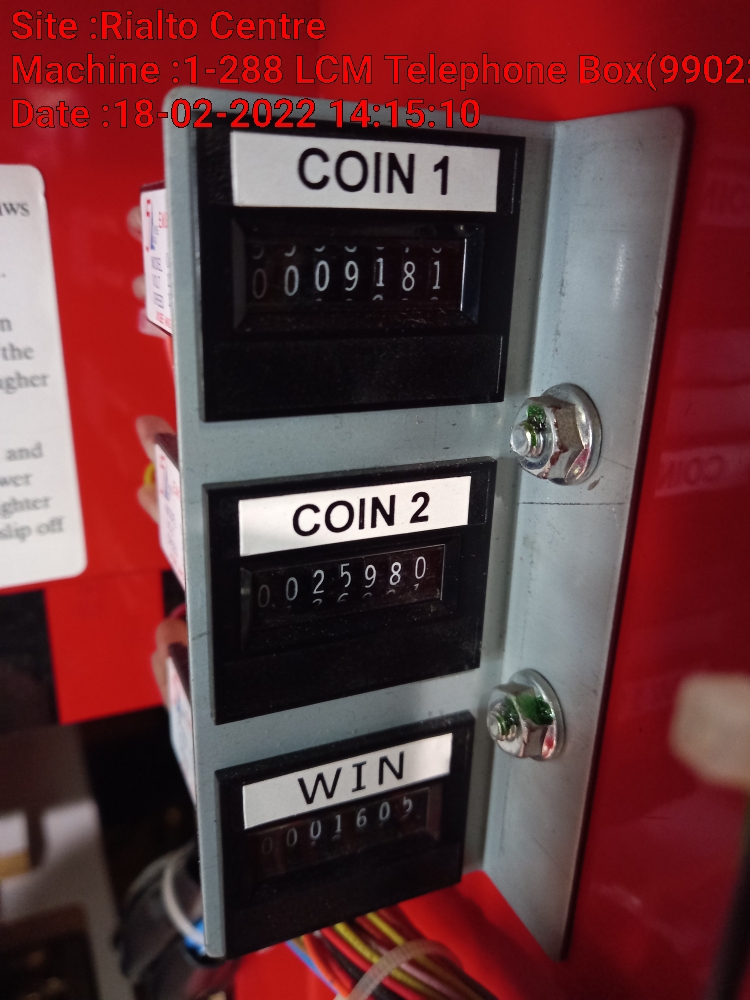 Site :Rialto Centre
Machine :1-288 LCM Telephone Box(9902
Date :18-02-2022 14:15:10
COIN 1
0009181
COIN 2
0025980
WIN
0001605
n
the
and
slip off